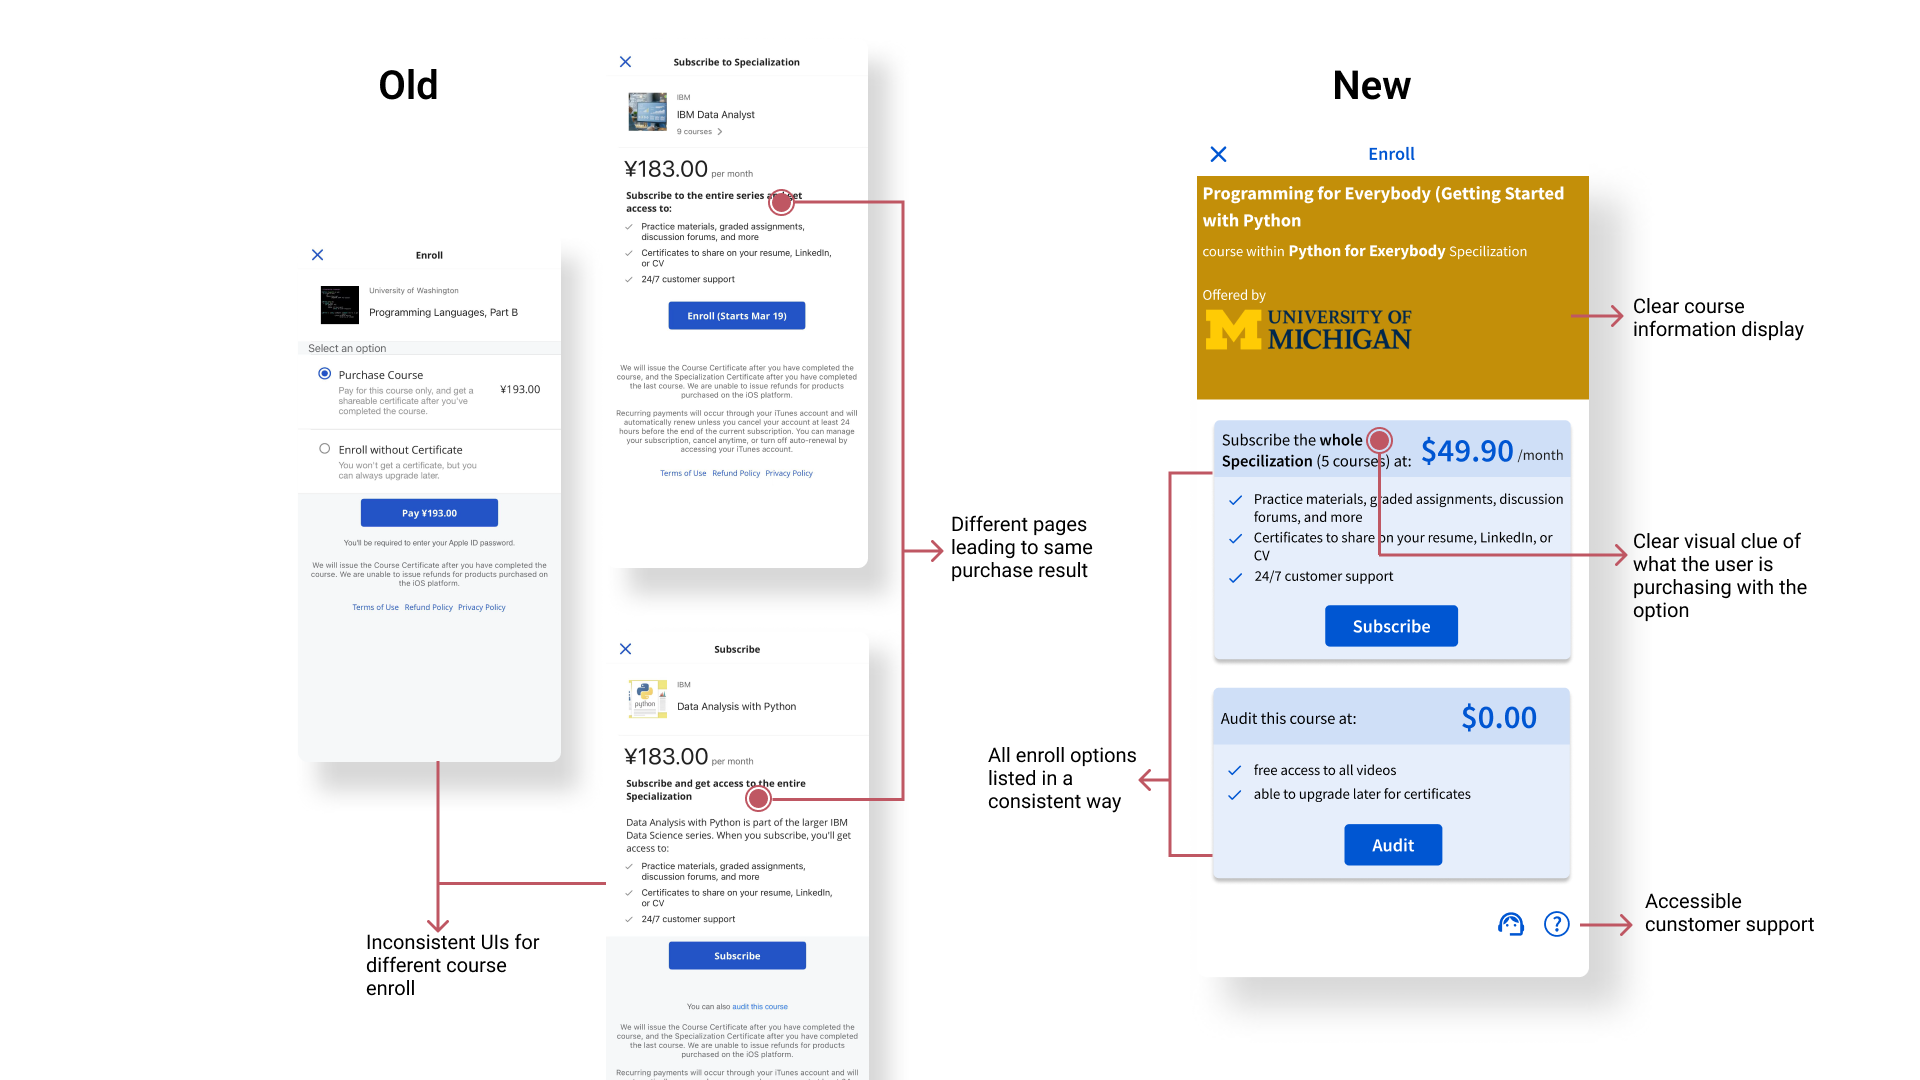 Old
Enroll
University of Washington
Programming Languages, Part B
Select an option
Purchase Course
Pay for this course only, and get a
shareable certificate after you've
completed the course.
¥193.00
Enroll without Certificate
You won't get a certificate, but you
can always upgrade later.
Pay ¥193.00
You'll be required to enter your Apple ID password.
We will issue the Course Certificate after you have completed the
course. We are unable to issue refunds for products purchased on
the iOS platform.
Terms of Use Refund Policy Privacy Policy
Inconsistent UIs for
different course
enroll
Subscribe to Specialization
IBM
IBM Data Analyst
9 courses
¥183.00 per month
Subscribe to the entire series and get
access to:
Practice materials, graded assignments,
discussion forums, and more
Certificates to share on your resume, LinkedIn,
or CV
24/7 customer support
Enroll (Starts Mar 19)
We will issue the Course Certificate after you have completed the
course, and the Specialization Certificate after you have completed
the last course. We are unable to issue refunds for products
purchased on the iOS platform.
Recurring payments will occur through your iTunes account and will
automatically renew unless you cancel your account at least 24
hours before the end of the current subscription. You can manage
your subscription, cancel anytime, or turn off auto-renewal by
accessing your iTunes account.
Terms of Use Refund Policy Privacy Policy
Subscribe
IBM
python
Data Analysis with Python
¥183.00 per month
Subscribe and get access to the entire
Specialization
Data Analysis with Python is part of the larger IBM
Data Science series. When you subscribe, you'll get
access to:
Practice materials, graded assignments,
discussion forums, and more
Certificates to share on your resume, LinkedIn,
or CV
24/7 customer support
Subscribe
You can also audit this course
We will issue the Course Certificate after you have completed the
course, and the Specialization Certificate after you have completed
the last course. We are unable to issue refunds for products
purchased on the iOS platform.
Recurring payments will occur through your iTunes account and will
Different pages
leading to same
purchase result
New
Enroll
Programming for Everybody (Getting Started
with Python
course within Python for Exerybody Specilization
Offered by
M UNIVERSITY OF
MICHIGAN
Clear course
information display
Subscribe the whole
Specilization (5 courses) at:
$49.90 /month
Practice materials, graded assignments, discussion
forums, and more
Certificates to share on your resume, LinkedIn, or
CV
24/7 customer support
Subscribe
Clear visual clue of
what the user is
purchasing with the
option
Audit this course at:
$0.00
free access to all videos
able to upgrade later for certificates
Audit
All enroll options
listed in a
consistent way
?
Accessible
cunstomer support